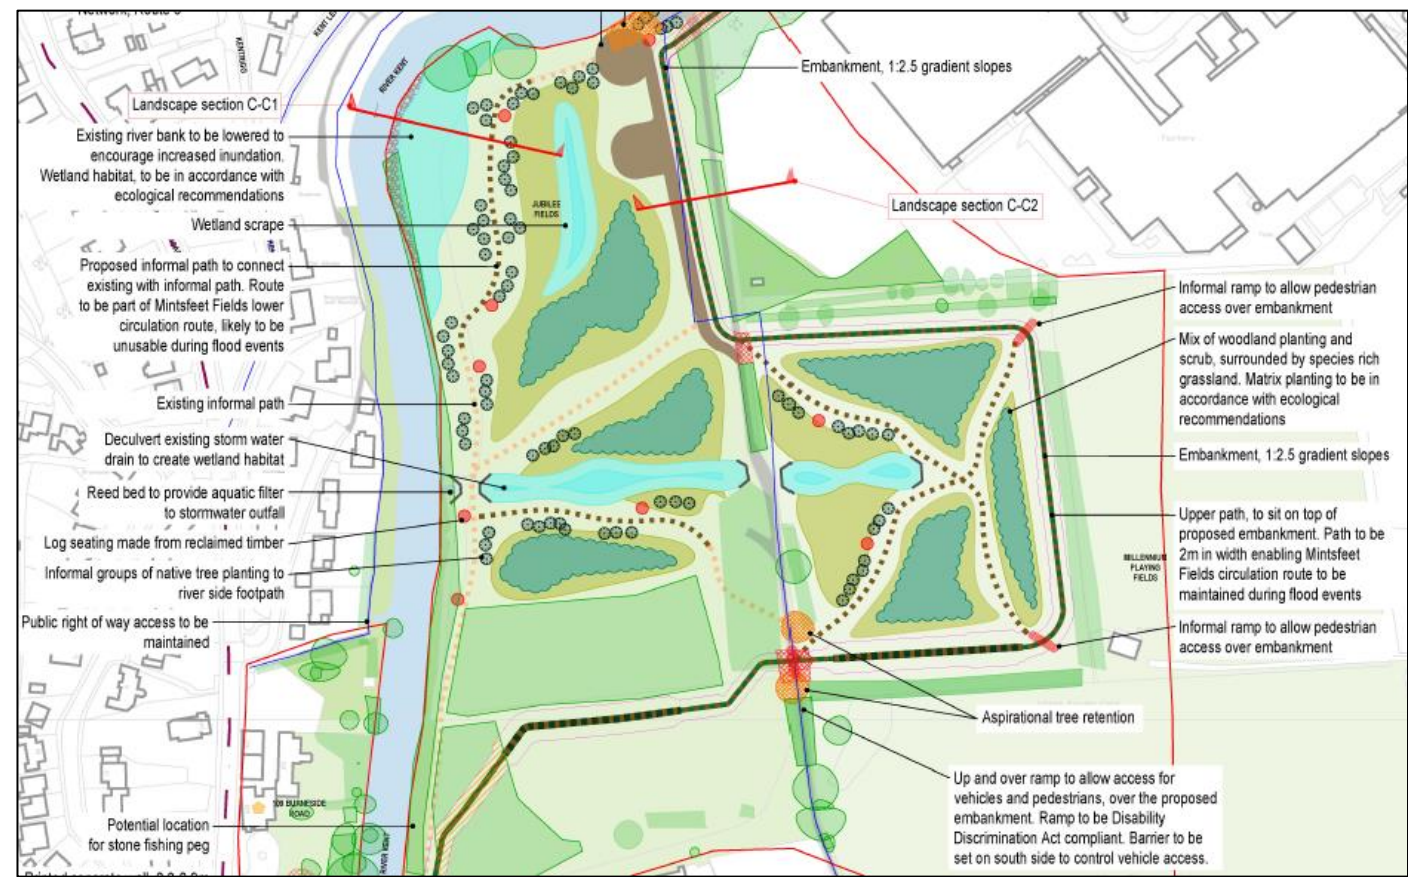 KENT LE
KENTRIGG
RIVER KENT
Embankment, 1:2.5 gradient slopes
Landscape section C-C1
Existing river bank to be lowered to
encourage increased inundation.
Wetland habitat, to be in accordance with
ecological recommendations
Wetland scrape
JUBILEE
FIELDS
Landscape section C-C2
Proposed informal path to connect
existing with informal path. Route
to be part of Mintsfeet Fields lower
circulation route, likely to be
unusable during flood events
Existing informal path
Deculvert existing storm water
drain to create wetland habitat
Reed bed to provide aquatic filter
to stormwater outfall
Log seating made from reclaimed timber
Informal groups of native tree planting to
river side footpath
Public right of way access to be
maintained
Informal ramp to allow pedestrian
access over embankment
Mix of woodland planting and
scrub, surrounded by species rich
grassland. Matrix planting to be in
accordance with ecological
recommendations
Embankment, 1:2.5 gradient slopes
Upper path, to sit on top of
proposed embankment. Path to be
2m in width enabling Mintsfeet
Fields circulation route to be
maintained during flood events
MILLENNIUM
PLAYING
FIELDS
Informal ramp to allow pedestrian
access over embankment
Aspirational tree retention
Up and over ramp to allow access for
vehicles and pedestrians, over the proposed
embankment. Ramp to be Disability
Discrimination Act compliant. Barrier to be
set on south side to control vehicle access.
109 BURNESIDE
ROAD
Potential location
for stone fishing peg
RIVER KENT